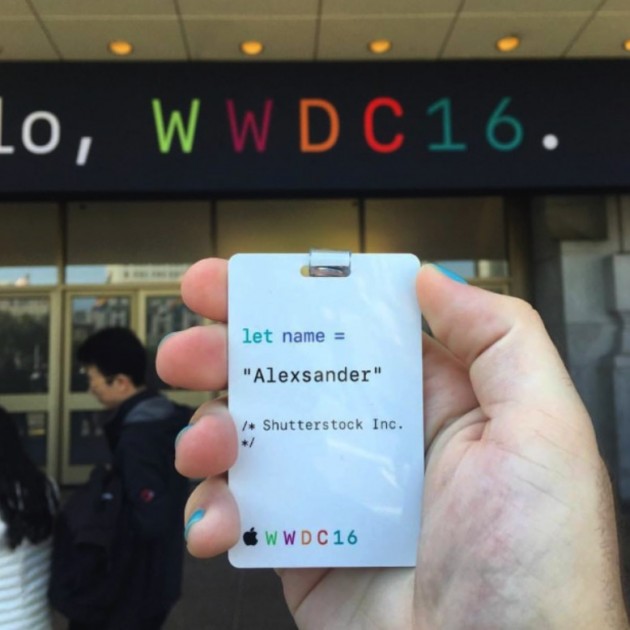 lo, WWDC16.
let name =
"Alexsander"
/* Shutterstock Inc.
*/
WWDC16